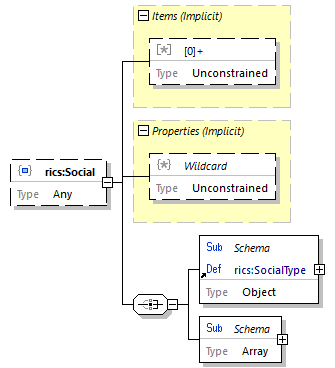 Items (Implicit)
[*] [0]+
Type Unconstrained
Properties (Implicit)
{*} Wildcard
Type Unconstrained
rics:Social
Type Any
Sub Schema
Def rics:SocialType
Type Object
Sub Schema
Type Array